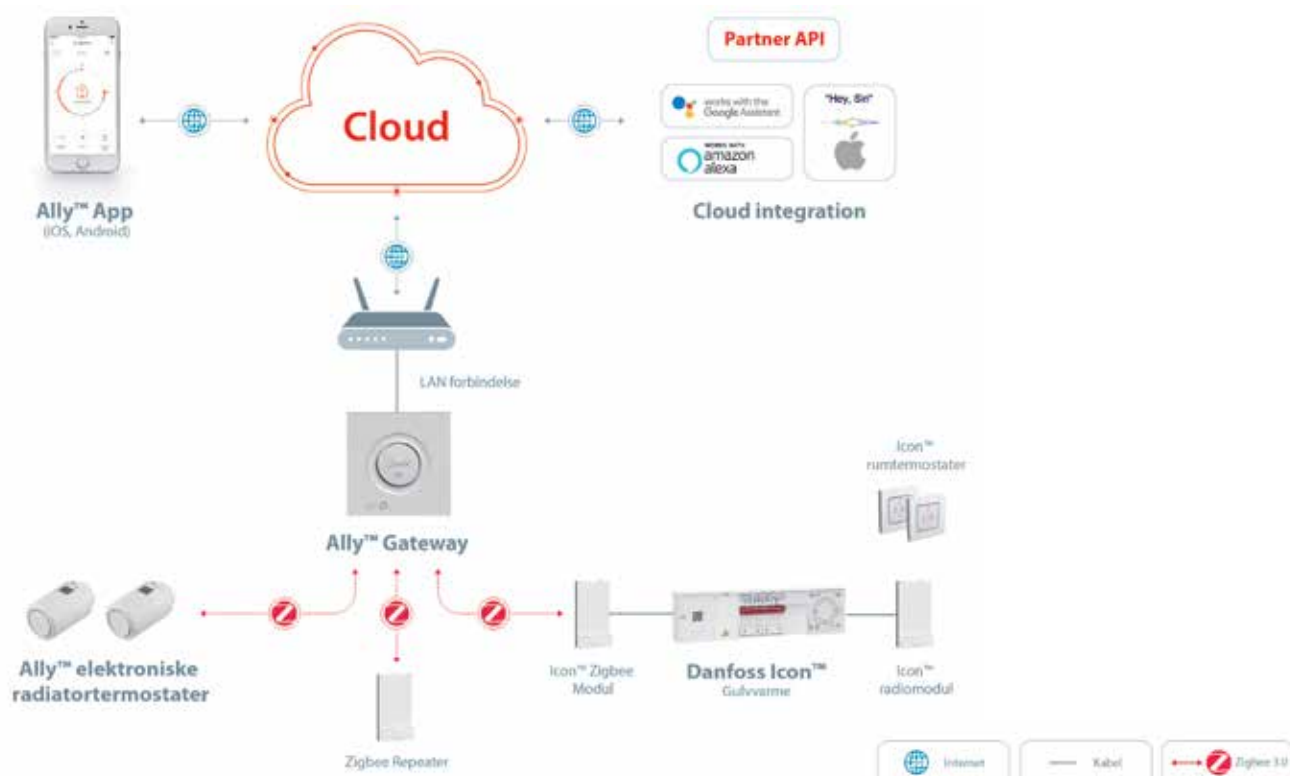 Partner API
works with the
Google Assistant
"Hey, Siri"
WORKS WITH
amazon
alexa
Cloud
Ally™ App
(iOS, Android)
Cloud integration
LAN forbindelse
Icon™
rumtermostater
Ally™ Gateway
Ally™ elektroniske
radiatortermostater
Icon™ Zigbee
Modul
Danfoss Icon™
Gulvvarme
Icon™
radiomodul
Zigbee Repeater
Internet
Kabel
Zigbee 3.0